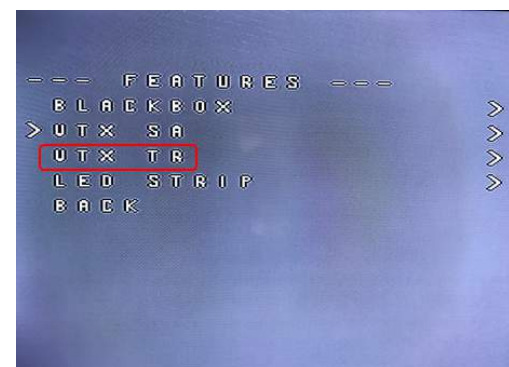 --- FEATURES ---
BLACKBOX >
> VTX SA >
VTX TR >
LED STRIP >
BACK